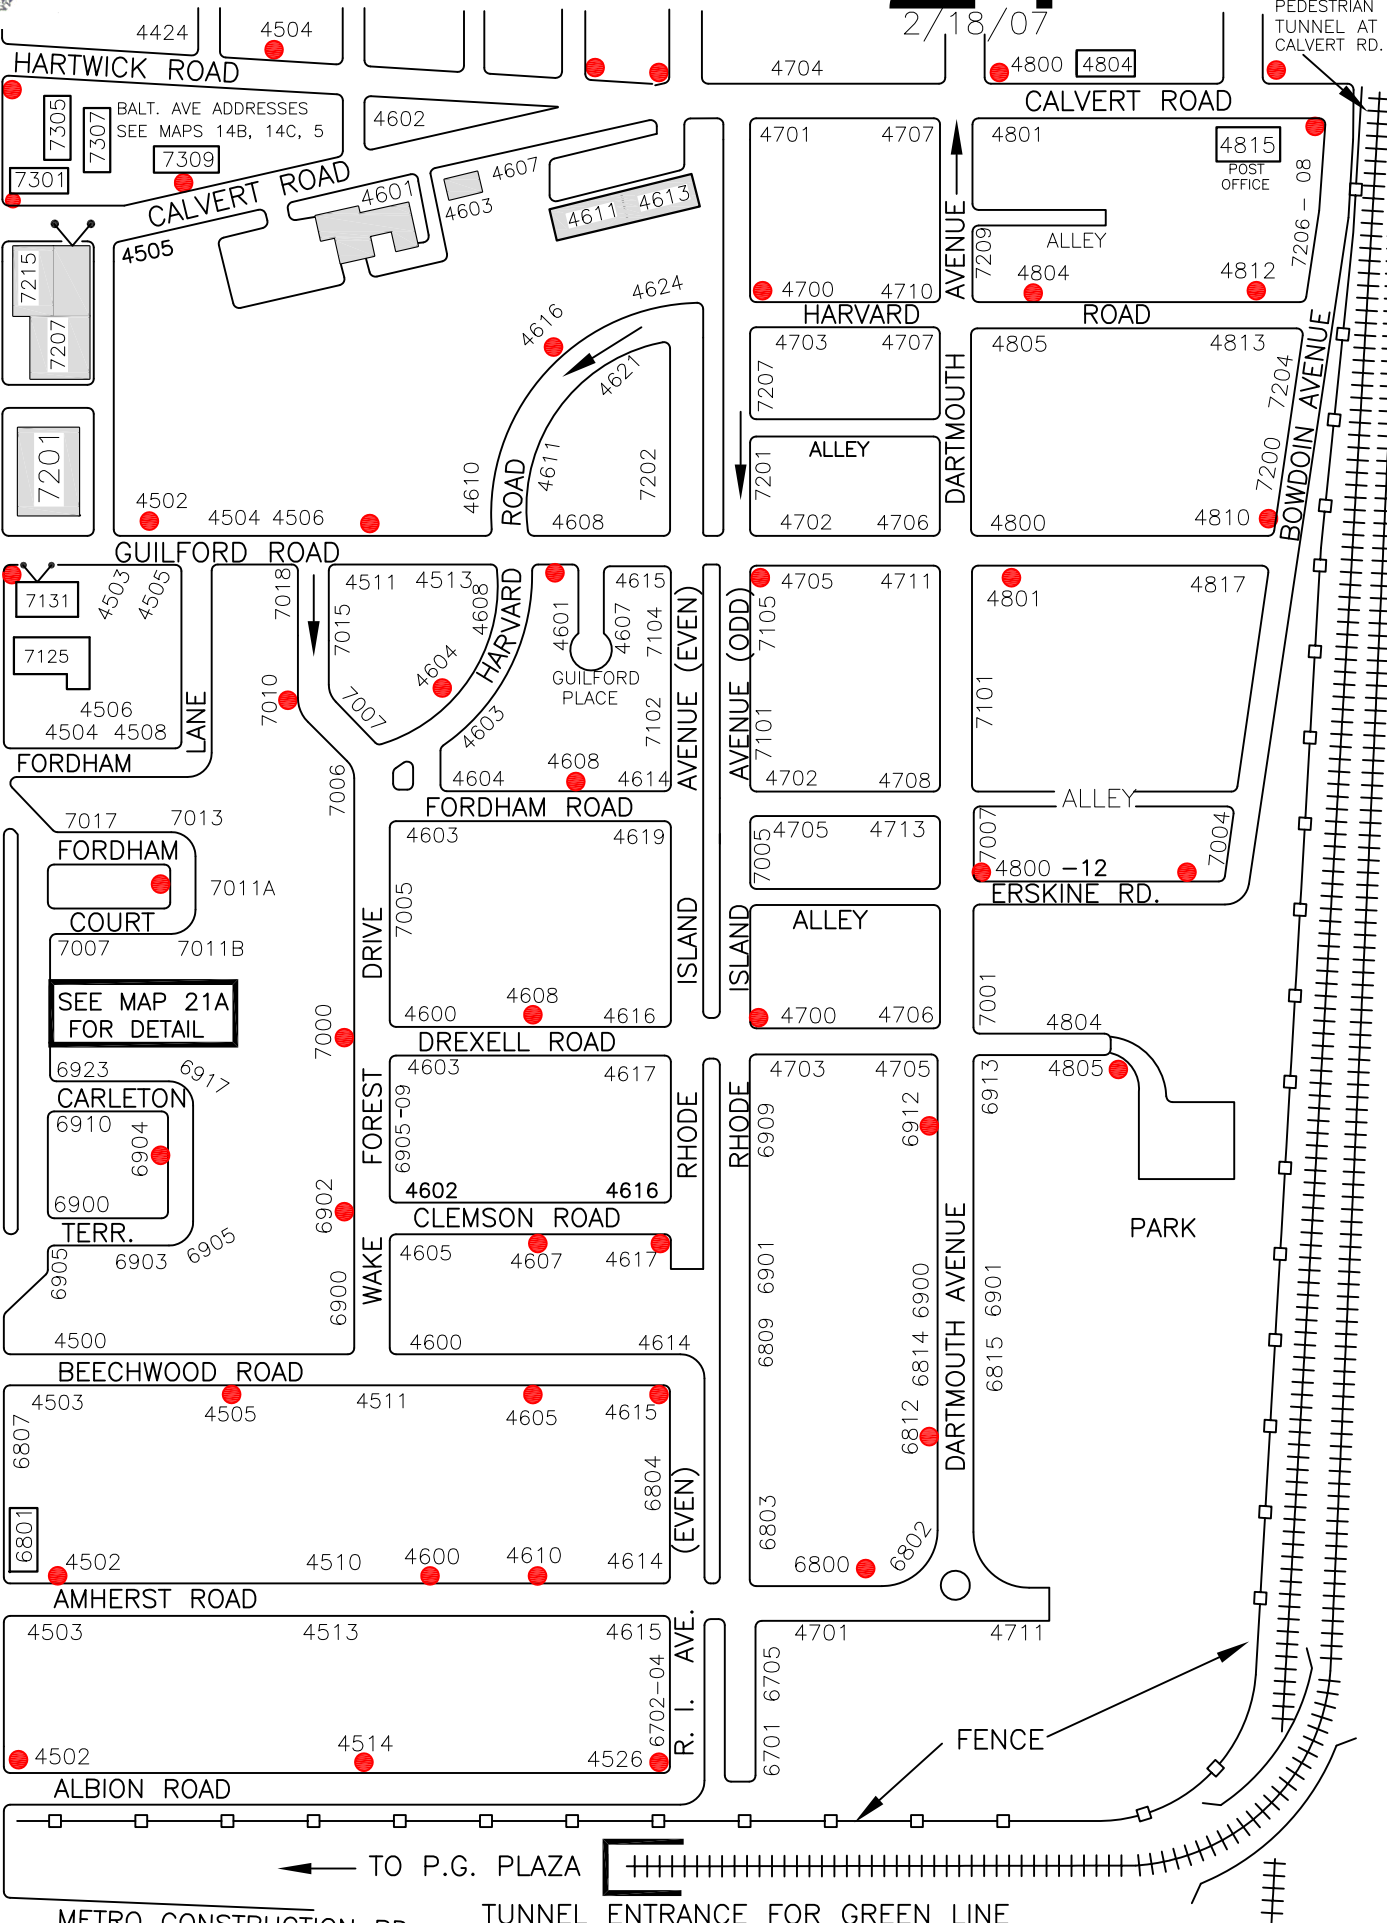 2/18/07
PEDESTRIAN
TUNNEL AT
CALVERT RD.
4424
4504
4704
4800
4804
HARTWICK ROAD
CALVERT ROAD
7305
7307
BALT. AVE ADDRESSES
SEE MAPS 14B, 14C, 5
7309
7301
4602
4701
4707
4801
4815
POST
OFFICE
CALVERT ROAD
4601
4607
4603
4611
4613
4505
7209
ALLEY
7206-08
7215
7207
4624
4616
4621
4700
4710
4804
4812
HARVARD
ROAD
AVENUE
4703
4707
4805
4813
7207
7204
DARTMOUTH
BOWDOIN AVENUE
ALLEY
7201
7201
4610
ROAD
4611
7202
7200
4502
4504
4506
4608
4702
4706
4800
4810
GUILFORD ROAD
7131
4503
4505
7018
7015
4511
4513
4608
HARVARD
4601
4607
4615
7104
AVENUE (EVEN)
AVENUE (ODD)
7105
4705
4711
4801
4817
7125
4604
GUILFORD
PLACE
4506
4504
4508
LANE
7010
7007
4603
7102
7101
7101
FORDHAM
7006
4604
4608
4614
4702
4708
ALLEY
FORDHAM ROAD
7017
7013
4603
4619
7005
4705
4713
7007
7004
FORDHAM
7011A
4800 -12
ERSKINE RD.
COURT
7005
7007
7011B
DRIVE
ISLAND
ISLAND
ALLEY
SEE MAP 21A
FOR DETAIL
7000
4600
4608
4616
4700
4706
7001
4804
DREXELL ROAD
6923
6917
4603
4617
4703
4705
6913
4805
CARLETON
6910
6904
FOREST
6905-09
RHODE
RHODE
6909
6912
6900
6902
4602
4616
TERR.
CLEMSON ROAD
PARK
6905
6903
6905
6900
WAKE
4605
4607
4617
6901
6900
DARTMOUTH AVENUE
6901
4500
4600
4614
6809
6814
6815
BEECHWOOD ROAD
4503
4505
4511
4605
4615
6807
6812
6804
(EVEN)
6803
6801
4502
4510
4600
4610
4614
6800
6802
AMHERST ROAD
4503
4513
4615
R. I. AVE.
4701
4711
6702-04
6705
6701
4502
4514
4526
FENCE
ALBION ROAD
TO P.G. PLAZA
METRO CONSTRUCTION RD.
TUNNEL ENTRANCE FOR GREEN LINE